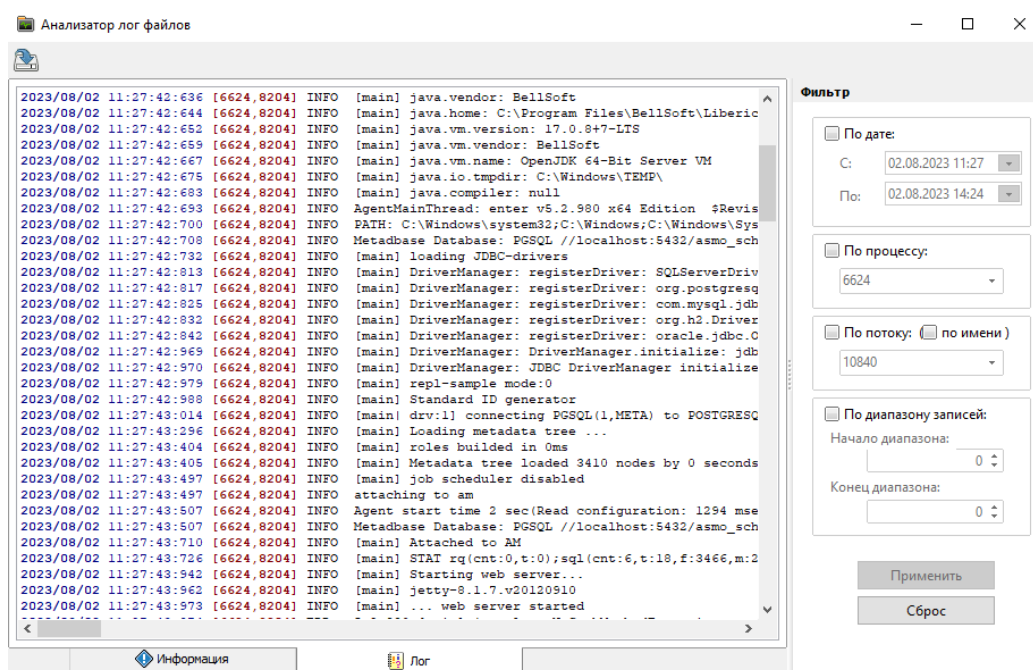 Анализатор лог файлов
2023/08/02 11:27:42:636 [6624,8204] INFO [main] java.vendor: BellSoft
2023/08/02 11:27:42:644 [6624,8204] INFO [main] java.home: C:\Program Files\BellSoft\Liberic
2023/08/02 11:27:42:652 [6624,8204] INFO [main] java.vm.version: 17.0.8+7-LTS
2023/08/02 11:27:42:659 [6624,8204] INFO [main] java.vm.vendor: BellSoft
2023/08/02 11:27:42:667 [6624,8204] INFO [main] java.vm.name: OpenJDK 64-Bit Server VM
2023/08/02 11:27:42:675 [6624,8204] INFO [main] java.io.tmpdir: C:\Windows\TEMP\
2023/08/02 11:27:42:683 [6624,8204] INFO [main] java.compiler: null
2023/08/02 11:27:42:693 [6624,8204] INFO AgentMainThread: enter v5.2.980 x64 Edition $Revis
2023/08/02 11:27:42:700 [6624,8204] INFO PATH: C:\Windows\system32;C:\Windows;C:\Windows\Sys
2023/08/02 11:27:42:708 [6624,8204] INFO Metadbase Database: PGSQL //localhost:5432/asmo_sch
2023/08/02 11:27:42:732 [6624,8204] INFO [main] loading JDBC-drivers
2023/08/02 11:27:42:813 [6624,8204] INFO [main] DriverManager: registerDriver: SQLServerDriv
2023/08/02 11:27:42:817 [6624,8204] INFO [main] DriverManager: registerDriver: org.postgresq
2023/08/02 11:27:42:825 [6624,8204] INFO [main] DriverManager: registerDriver: com.mysql.jdb
2023/08/02 11:27:42:832 [6624,8204] INFO [main] DriverManager: registerDriver: org.h2.Driver
2023/08/02 11:27:42:842 [6624,8204] INFO [main] DriverManager: registerDriver: oracle.jdbc.O
2023/08/02 11:27:42:969 [6624,8204] INFO [main] DriverManager: DriverManager.initialize: jdb
2023/08/02 11:27:42:970 [6624,8204] INFO [main] DriverManager: JDBC DriverManager initialize
2023/08/02 11:27:42:979 [6624,8204] INFO [main] repl-sample mode:0
2023/08/02 11:27:42:988 [6624,8204] INFO [main] Standard ID generator
2023/08/02 11:27:43:014 [6624,8204] INFO [main| drv:1] connecting PGSQL(1,META) to POSTGRESQ
2023/08/02 11:27:43:296 [6624,8204] INFO [main] Loading metadata tree ...
2023/08/02 11:27:43:404 [6624,8204] INFO [main] roles builded in 0ms
2023/08/02 11:27:43:405 [6624,8204] INFO [main] Metadata tree loaded 3410 nodes by 0 seconds
2023/08/02 11:27:43:497 [6624,8204] INFO [main] job scheduler disabled
2023/08/02 11:27:43:497 [6624,8204] INFO attaching to am
2023/08/02 11:27:43:507 [6624,8204] INFO Agent start time 2 sec(Read configuration: 1294 mse
2023/08/02 11:27:43:507 [6624,8204] INFO Metadbase Database: PGSQL //localhost:5432/asmo_sch
2023/08/02 11:27:43:710 [6624,8204] INFO [main] Attached to AM
2023/08/02 11:27:43:726 [6624,8204] INFO [main] STAT rq(cnt:0,t:0);sql(cnt:6,t:18,f:3466,m:2
2023/08/02 11:27:43:942 [6624,8204] INFO [main] Starting web server...
2023/08/02 11:27:43:962 [6624,8204] INFO [main] jetty-8.1.7.v20120910
2023/08/02 11:27:43:973 [6624,8204] INFO [main] ... web server started
Информация
Лог
Фильтр
По дате:
С: 02.08.2023 11:27
По: 02.08.2023 14:24
По процессу:
6624
По потоку: ( по имени )
10840
По диапазону записей:
Начало диапазона:
0
Конец диапазона:
0
Применить
Сброс